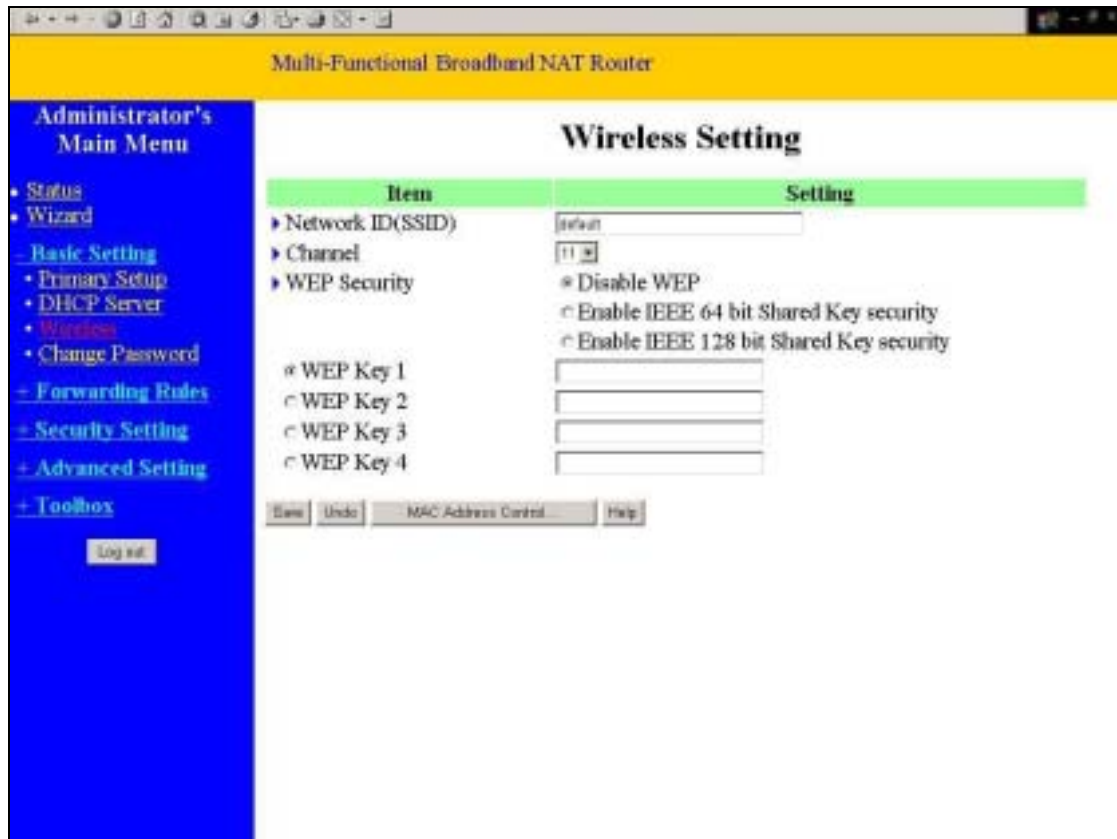 Multi-Functional Broadband NAT Router
Administrator's
Main Menu
Status
Wizard
- Basic Setting
Primary Setup
DHCP Server
Wireless
Change Password
+ Forwarding Rules
+ Security Setting
+ Advanced Setting
+ Toolbox
Log out
Wireless Setting
Item Setting
Network ID(SSID) default
Channel 11
WEP Security Disable WEP
Enable IEEE 64 bit Shared Key security
Enable IEEE 128 bit Shared Key security
WEP Key 1
WEP Key 2
WEP Key 3
WEP Key 4
Save Undo MAC Address Control... Help